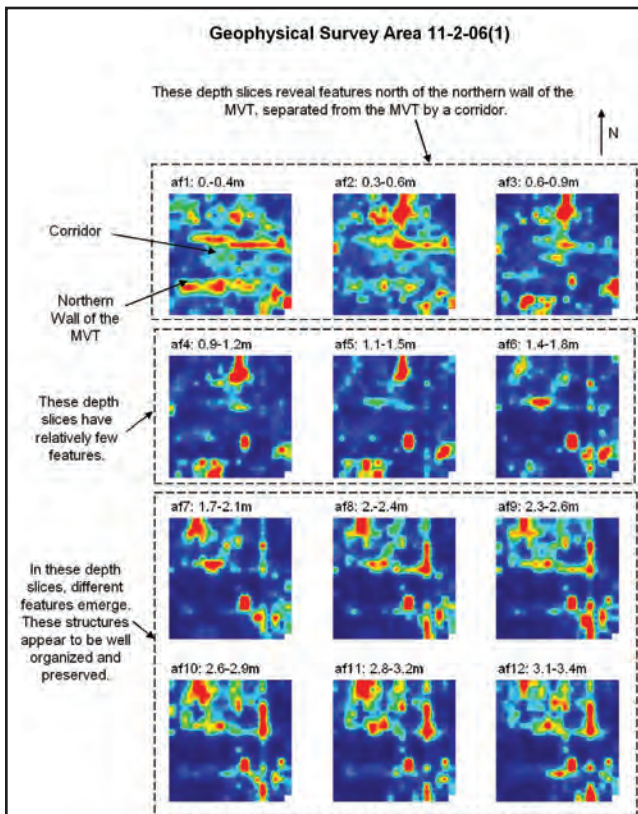 Geophysical Survey Area 11-2-06(1)
These depth slices reveal features north of the northern wall of the
MVT, separated from the MVT by a corridor.
N
af1: 0.-0.4m
af2: 0.3-0.6m
af3: 0.6-0.9m
Corridor
Northern
Wall of the
MVT
af4: 0.9-1.2m
af5: 1.1-1.5m
af6: 1.4-1.8m
These depth
slices have
relatively few
features.
af7: 1.7-2.1m
af8: 2.-2.4m
af9: 2.3-2.6m
In these depth
slices, different
features emerge.
These structures
appear to be well
organized and
preserved.
af10: 2.6-2.9m
af11: 2.8-3.2m
af12: 3.1-3.4m